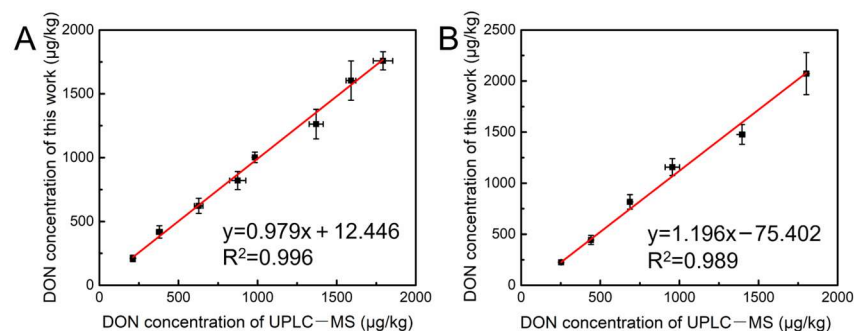 A
DON concentration of this work (μg/kg)
2000
1500
1000
500
0
y=0.979x + 12.446
R²=0.996
0 500 1000 1500 2000
DON concentration of UPLC—MS (μg/kg)
B
DON concentration of this work (μg/kg)
2500
2000
1500
1000
500
0
y=1.196x−75.402
R²=0.989
0 500 1000 1500 2000
DON concentration of UPLC—MS (μg/kg)